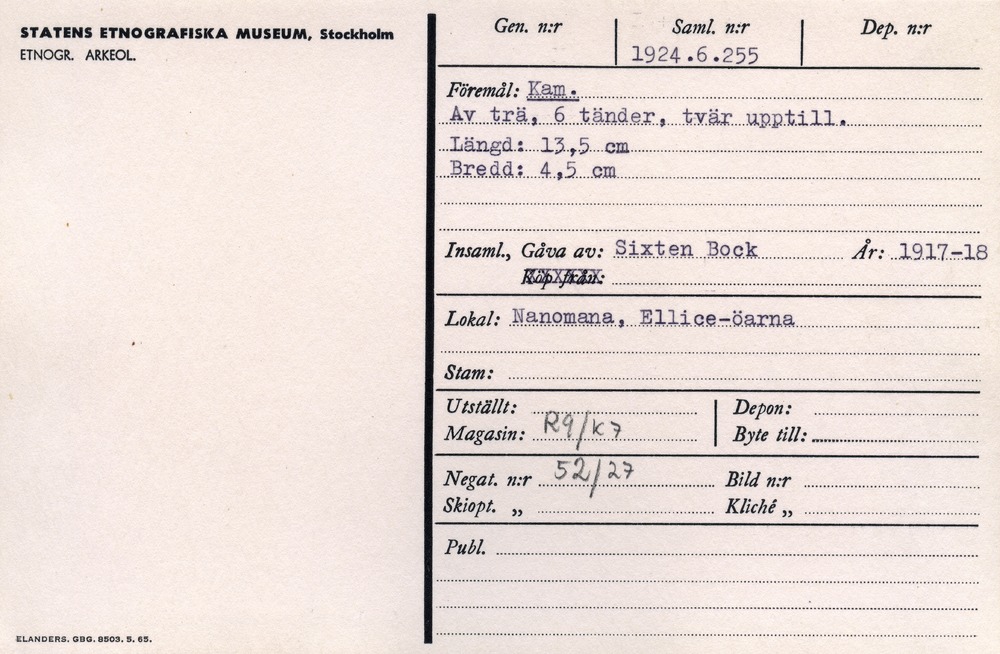 STATENS ETNOGRAFISKA MUSEUM, Stockholm
ETNOGR. ARKEOL.
Gen. n:r Saml. n:r Dep. n:r
1924.6.255
Föremål: Kam.
Av trä, 6 tänder, tvär upptill.
Längd: 13,5 cm
Bredd: 4,5 cm
Insaml., Gåva av: Sixten Bock År: 1917-18
Köp från:
Lokal: Nanomana, Ellice-öarna
Stam:
Utställt: Depon:
Magasin: R9/K7 Byte till:
Negat. n:r 52/27 Bild n:r
Skiopt. „ Kliché „
Publ.
ELANDERS. GBG. 8503. 5. 65.